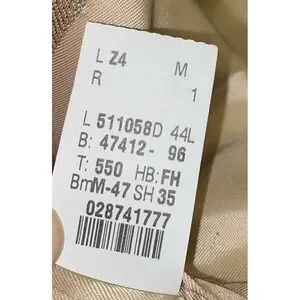 L Z4 M
R 1
L 511058D 44L
B: 47412- 96
T: 550 HB: FH
BmM-47 SH 35
028741777